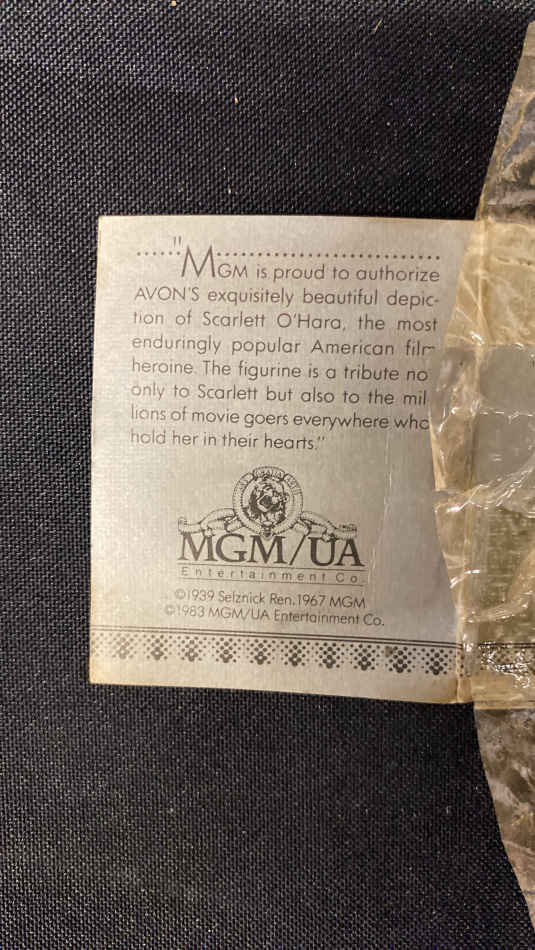 "MGM is proud to authorize
AVON'S exquisitely beautiful depic-
tion of Scarlett O'Hara, the most
enduringly popular American film
heroine. The figurine is a tribute no
only to Scarlett but also to the mil
lions of movie goers everywhere who
hold her in their hearts."
MGM/UA
Entertainment Co.
©1939 Selznick Ren. 1967 MGM
©1983 MGM/UA Entertainment Co.